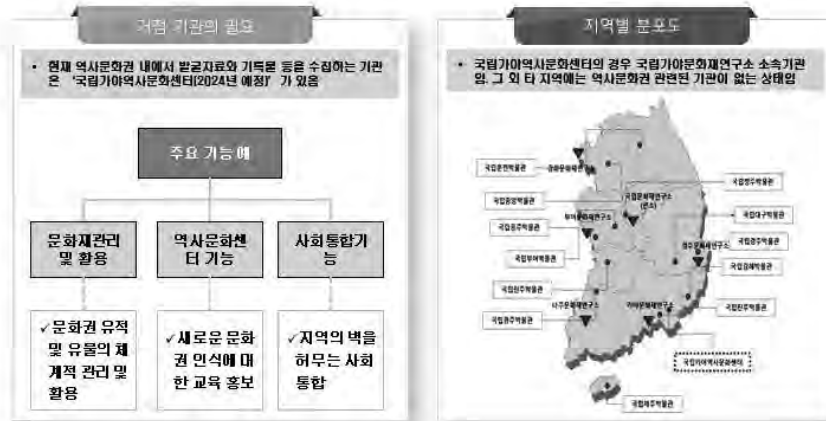 거점 기관의 필요
• 현재 역사문화권 내에서 발굴자료와 기록물 등을 수집하는 기관
은 '국립가야역사문화센터(2024년 예정)' 가 있음
주요 기능 예
문화재관리
및 활용
역사문화센
터 기능
사회통합기
능
✓문화권 유적
및 유물의 체
계적 관리 및
활용
✓새로운 문화
권 인식에 대
한 교육 홍보
✓지역의 벽을
허무는 사회
통합
지역별 분포도
• 국립가야역사문화센터의 경우 국립가야문화재연구소 소속기관
임. 그 외 타 지역에는 역사문화권 관련된 기관이 없는 상태임
국립춘천박물관
강화문화재연구소
국립청주박물관
국립중앙박물관
국립문화재연구소
(본소)
부여문화재연구소
국립대구박물관
국립공주박물관
국립경주박물관
경주문화재연구소
국립부여박물관
국립김해박물관
국립전주박물관
나주문화재연구소
가야문화재연구소
국립진주박물관
국립광주박물관
국립가야역사문화센터
국립제주박물관